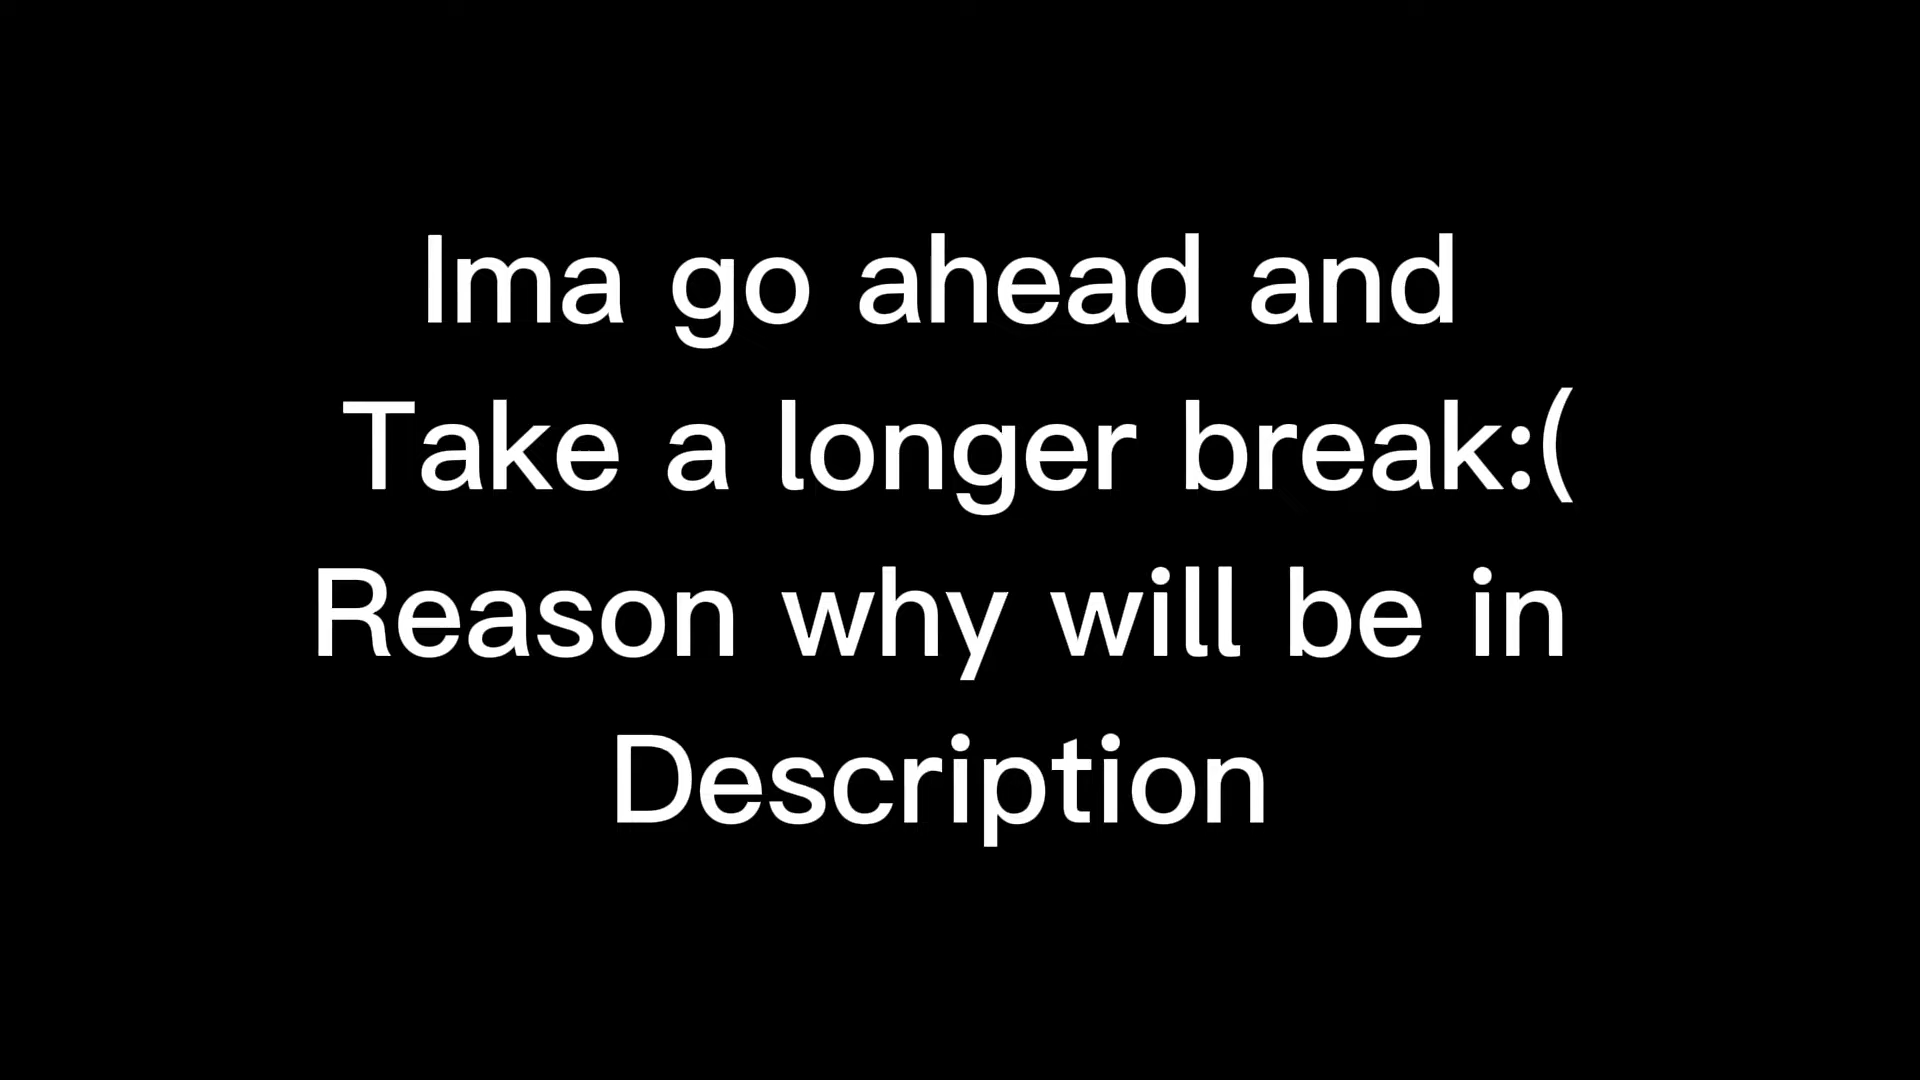 Ima go ahead and
Take a longer break:(
Reason why will be in
Description